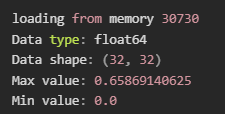 loading from memory 30730
Data type: float64
Data shape: (32, 32)
Max value: 0.65869140625
Min value: 0.0